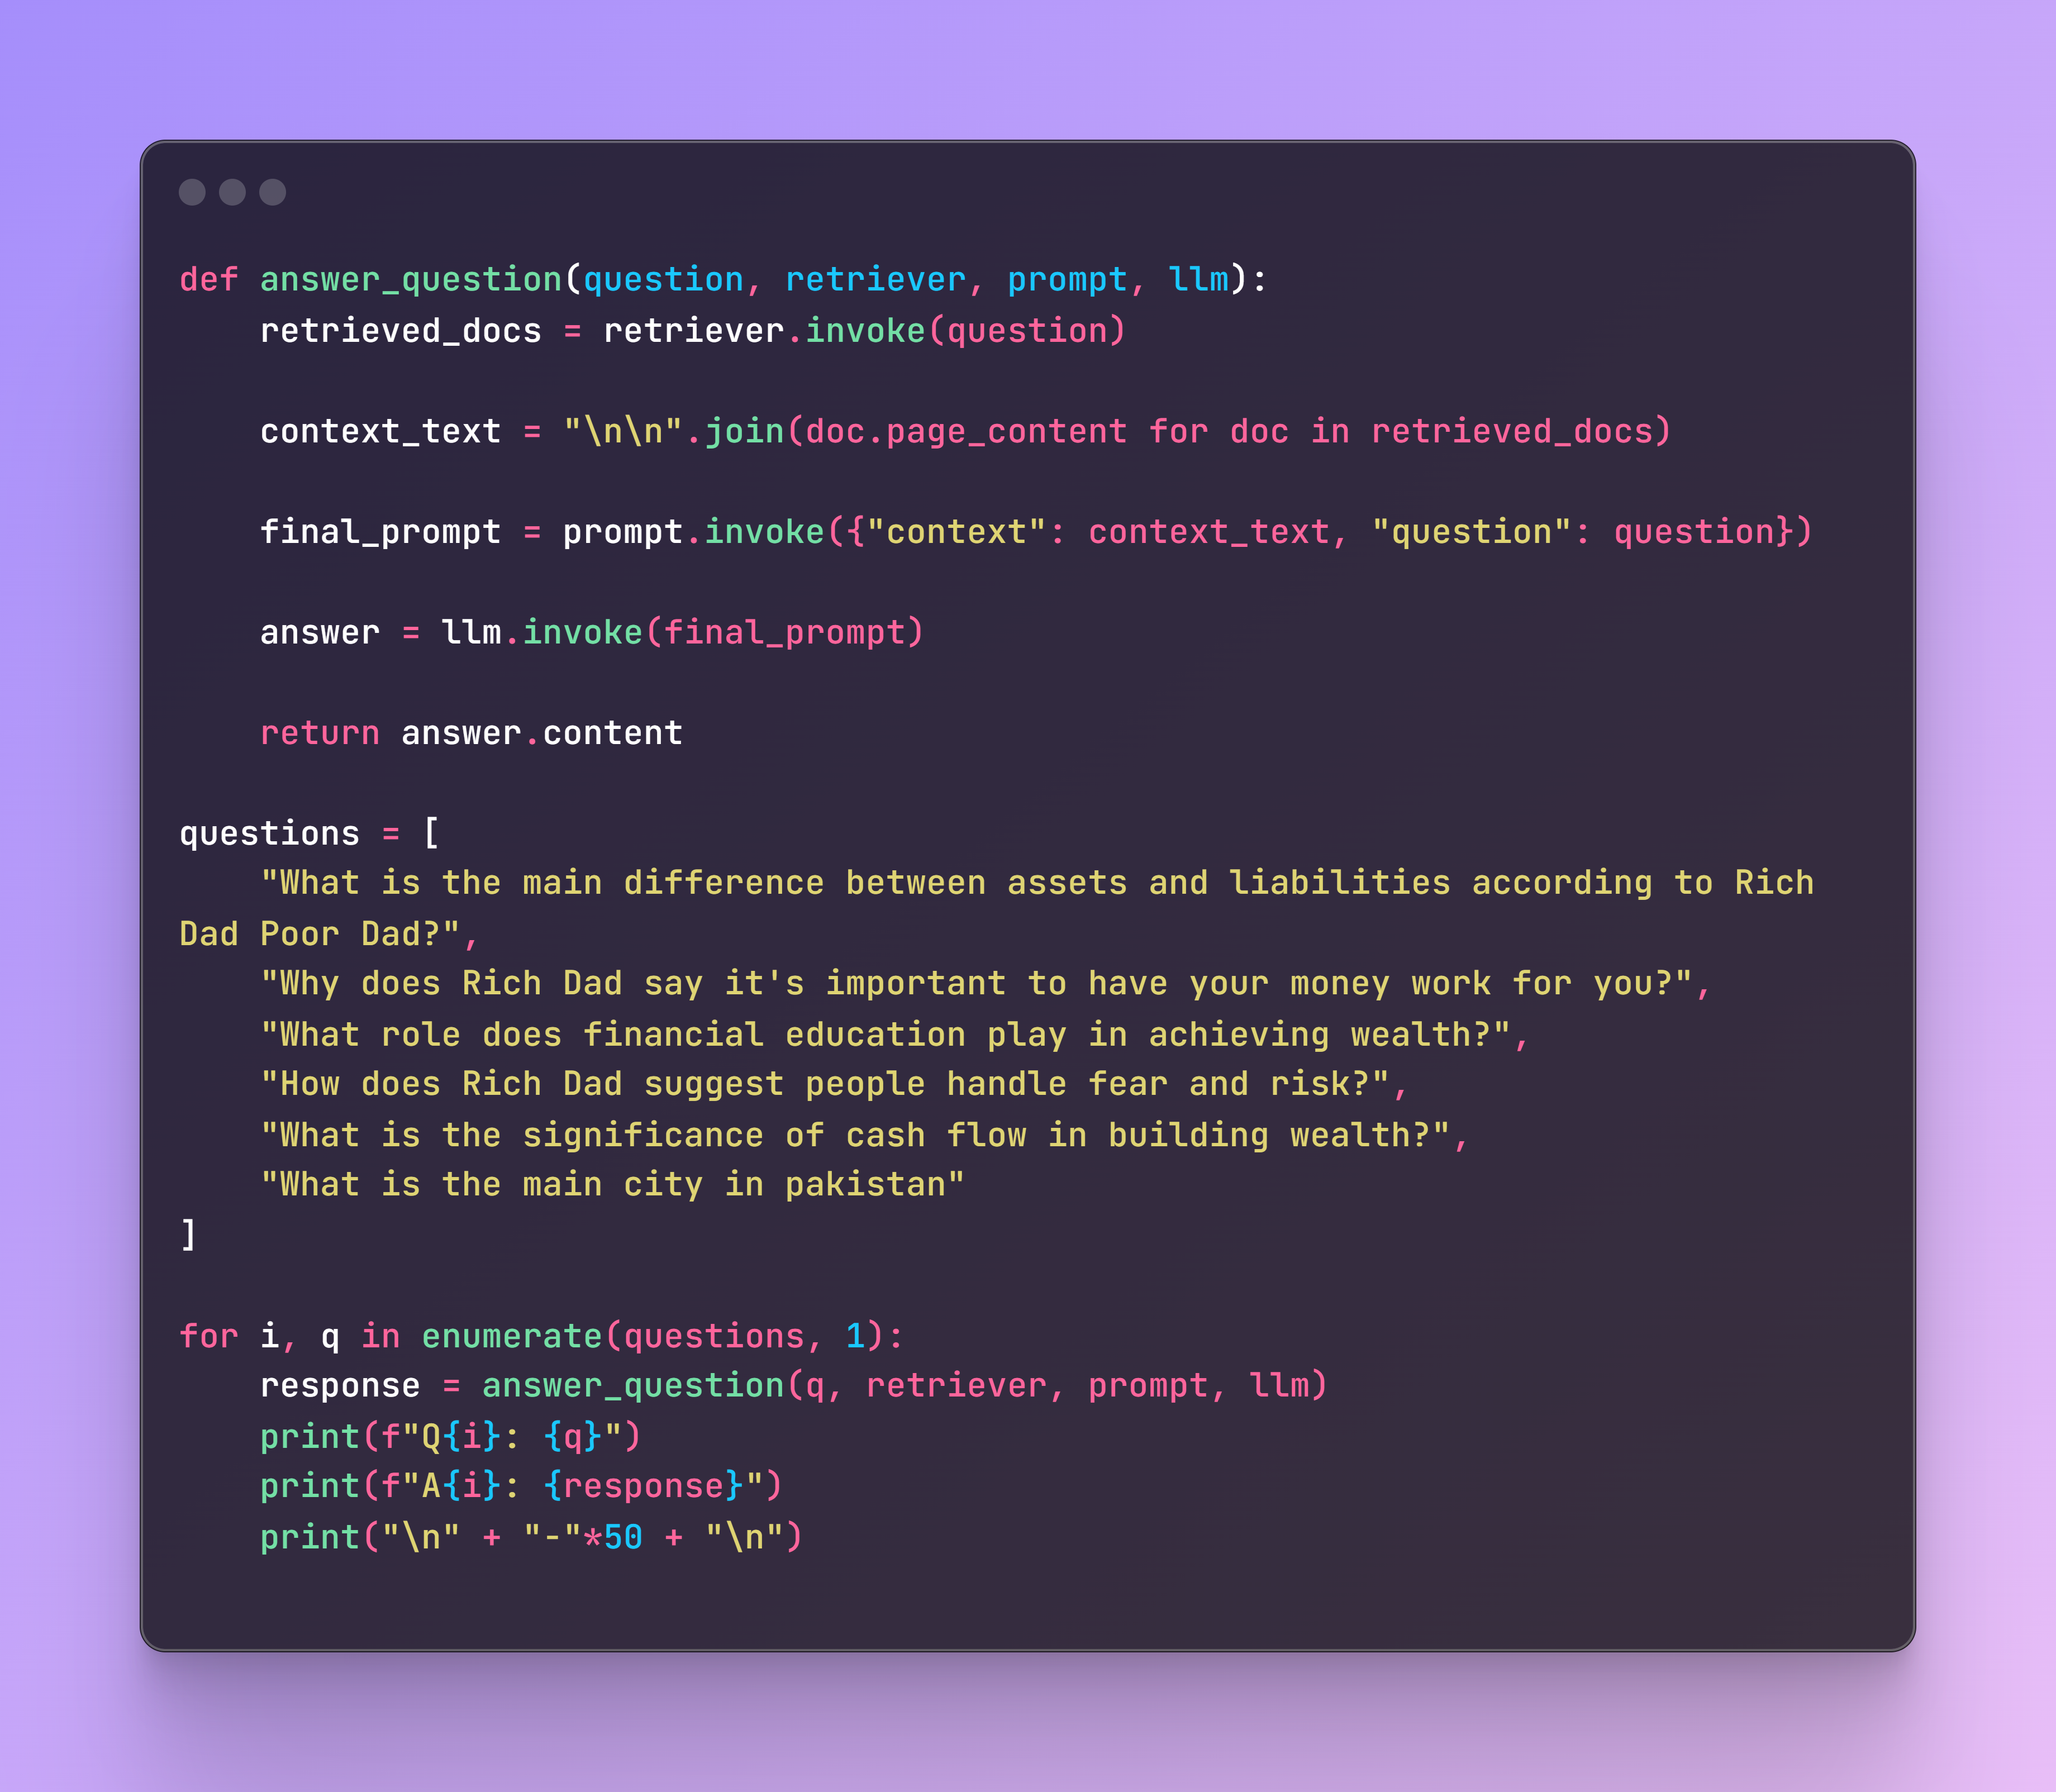 def answer_question(question, retriever, prompt, llm):
    retrieved_docs = retriever.invoke(question)

    context_text = "\n\n".join(doc.page_content for doc in retrieved_docs)

    final_prompt = prompt.invoke({"context": context_text, "question": question})

    answer = llm.invoke(final_prompt)

    return answer.content

questions = [
    "What is the main difference between assets and liabilities according to Rich
Dad Poor Dad?",
    "Why does Rich Dad say it's important to have your money work for you?",
    "What role does financial education play in achieving wealth?",
    "How does Rich Dad suggest people handle fear and risk?",
    "What is the significance of cash flow in building wealth?",
    "What is the main city in pakistan"
]

for i, q in enumerate(questions, 1):
    response = answer_question(q, retriever, prompt, llm)
    print(f"Q{i}: {q}")
    print(f"A{i}: {response}")
    print("\n" + "-"*50 + "\n")